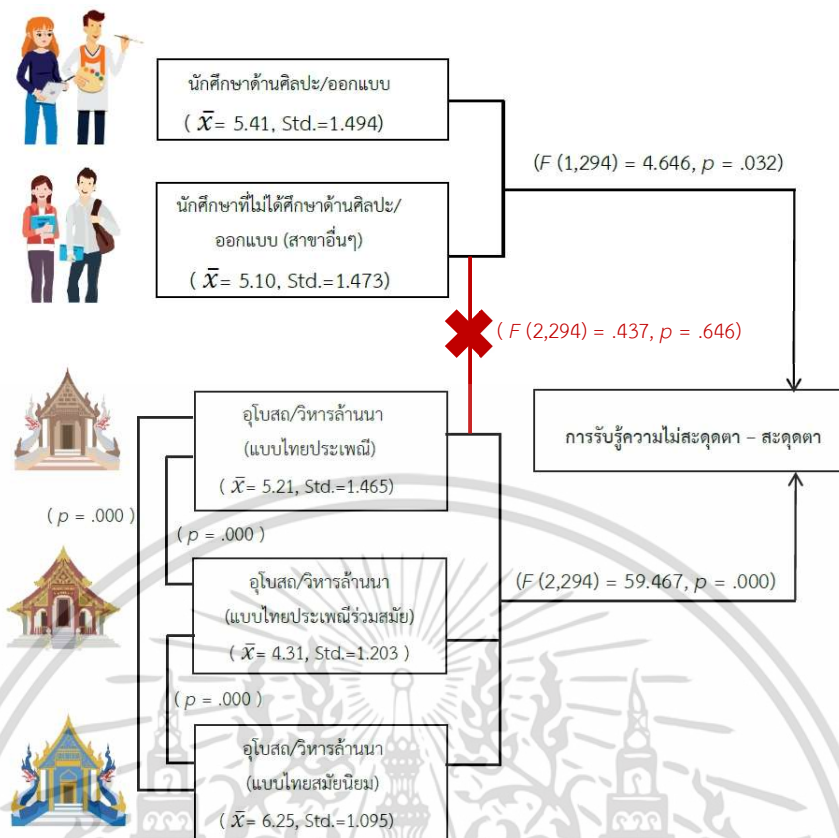 นักศึกษาด้านศิลปะ/ออกแบบ
( x̄ = 5.41, Std.=1.494)
(F (1,294) = 4.646, p = .032)
นักศึกษาที่ไม่ได้ศึกษาด้านศิลปะ/
ออกแบบ (สาขาอื่นๆ)
( x̄ = 5.10, Std.=1.473)
( F (2,294) = .437, p = .646)
อุโบสถ/วิหารล้านนา
(แบบไทยประเพณี)
( x̄ = 5.21, Std.=1.465)
การรับรู้ความไม่สะดุดตา – สะดุดตา
( p = .000 )
( p = .000 )
อุโบสถ/วิหารล้านนา
(แบบไทยประเพณีร่วมสมัย)
( x̄ = 4.31, Std.=1.203 )
(F (2,294) = 59.467, p = .000)
( p = .000 )
อุโบสถ/วิหารล้านนา
(แบบไทยสมัยนิยม)
( x̄ = 6.25, Std.=1.095)